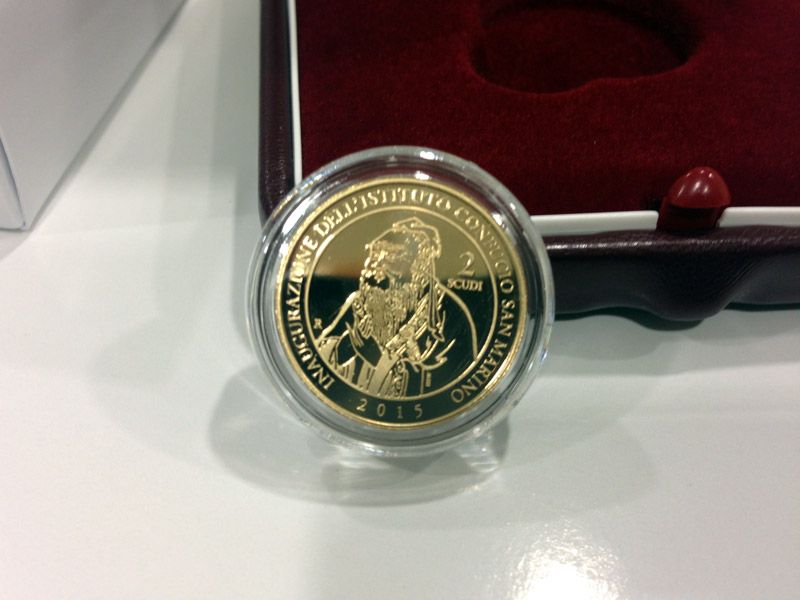 INAUGURAZIONE DELL'ISTITUTO CONFUCIO SAN MARINO
2
SCUDI
2015